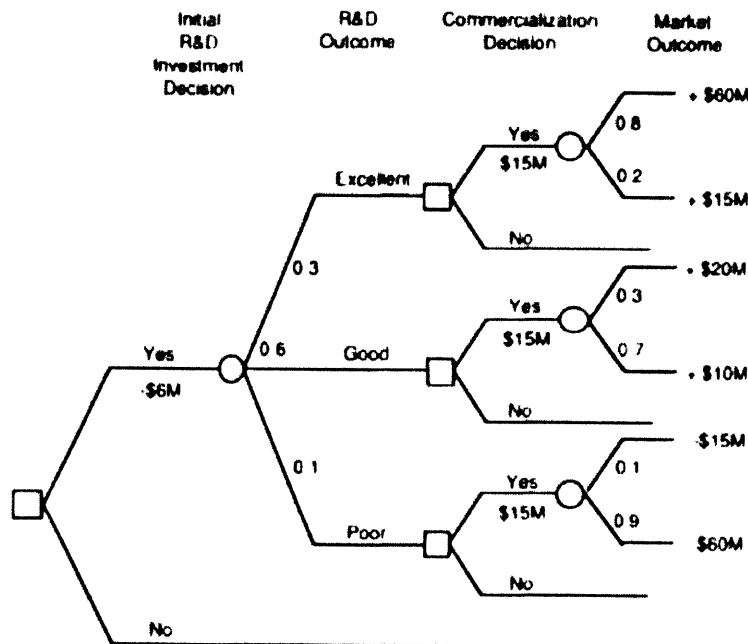 Initial
R&D
Investment
Decision
R&D
Outcome
Commercialization
Decision
Market
Outcome
+ $60M
0 8
Yes
$15M
0 2
Excellent
+ $15M
No
0 3
+ $20M
Yes
0 3
$15M
Yes
0 6
Good
0 7
-$6M
+ $10M
No
-$15M
0 1
0 1
Yes
$15M
0 9
Poor
$60M
No
No